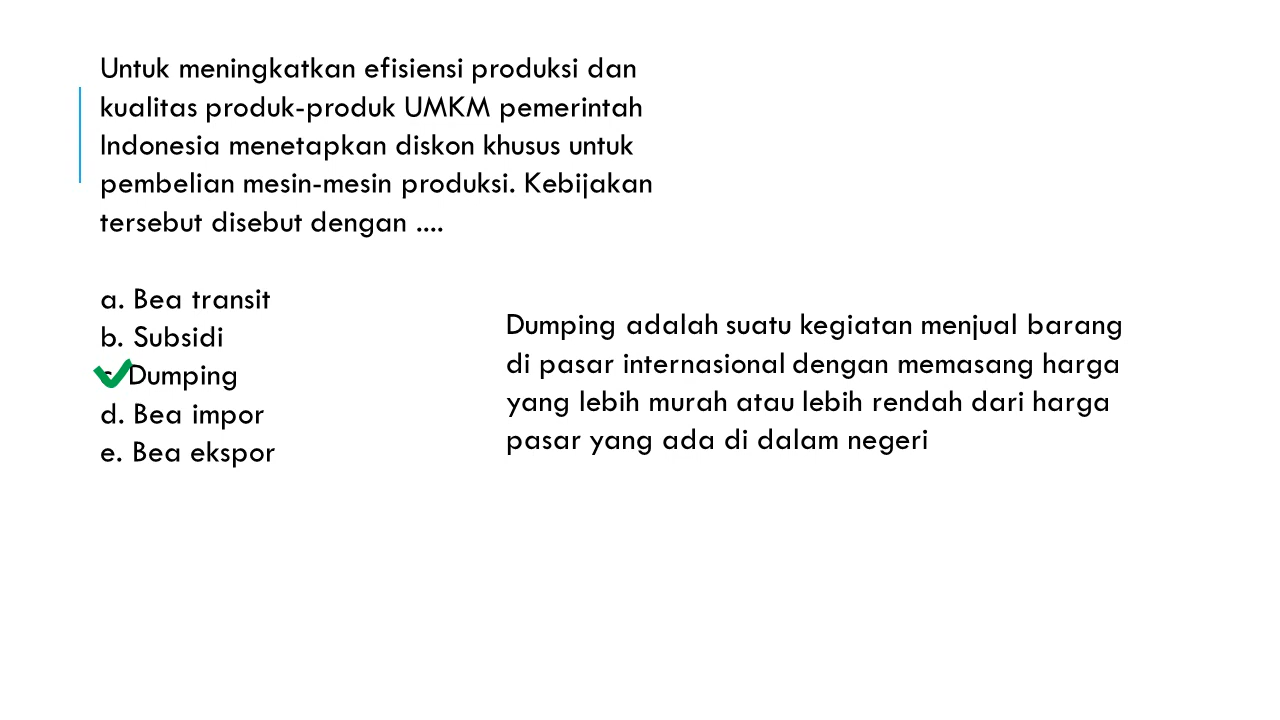 Untuk meningkatkan efisiensi produksi dan
kualitas produk-produk UMKM pemerintah
Indonesia menetapkan diskon khusus untuk
pembelian mesin-mesin produksi. Kebijakan
tersebut disebut dengan ....
a. Bea transit
b. Subsidi
Dumping
d. Bea impor
e. Bea ekspor
Dumping adalah suatu kegiatan menjual barang
di pasar internasional dengan memasang harga
yang lebih murah atau lebih rendah dari harga
pasar yang ada di dalam negeri